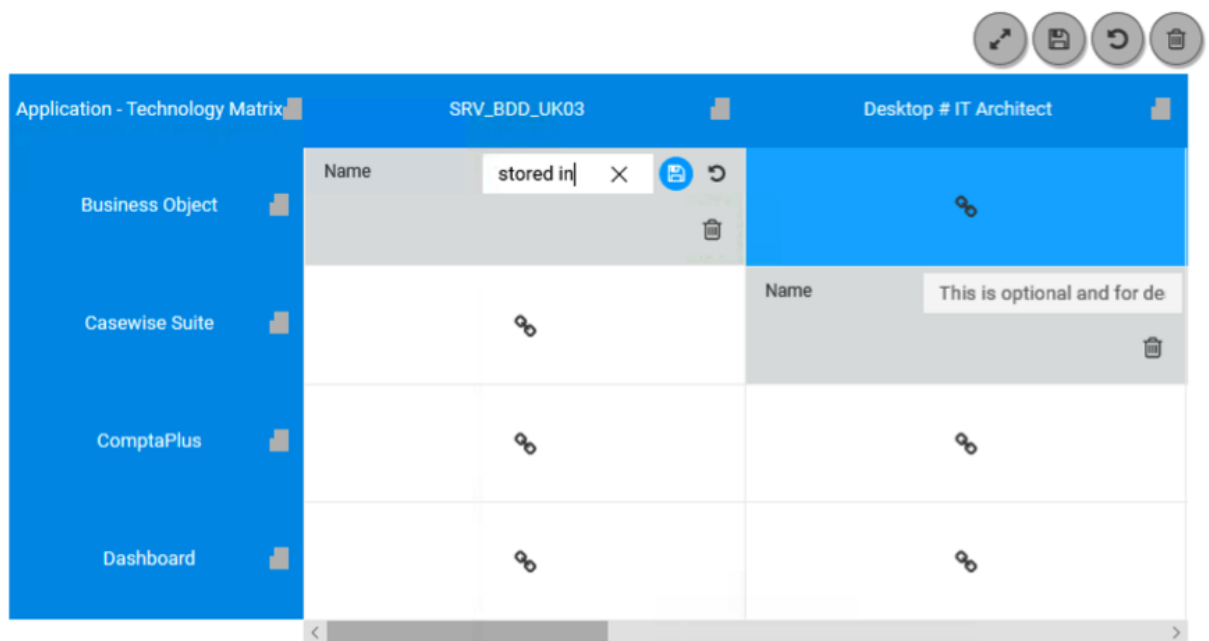 Application - Technology Matrix SRV_BDD_UK03 Desktop # IT Architect
Name stored in
Business Object
Name This is optional and for de
Casewise Suite
ComptaPlus
Dashboard